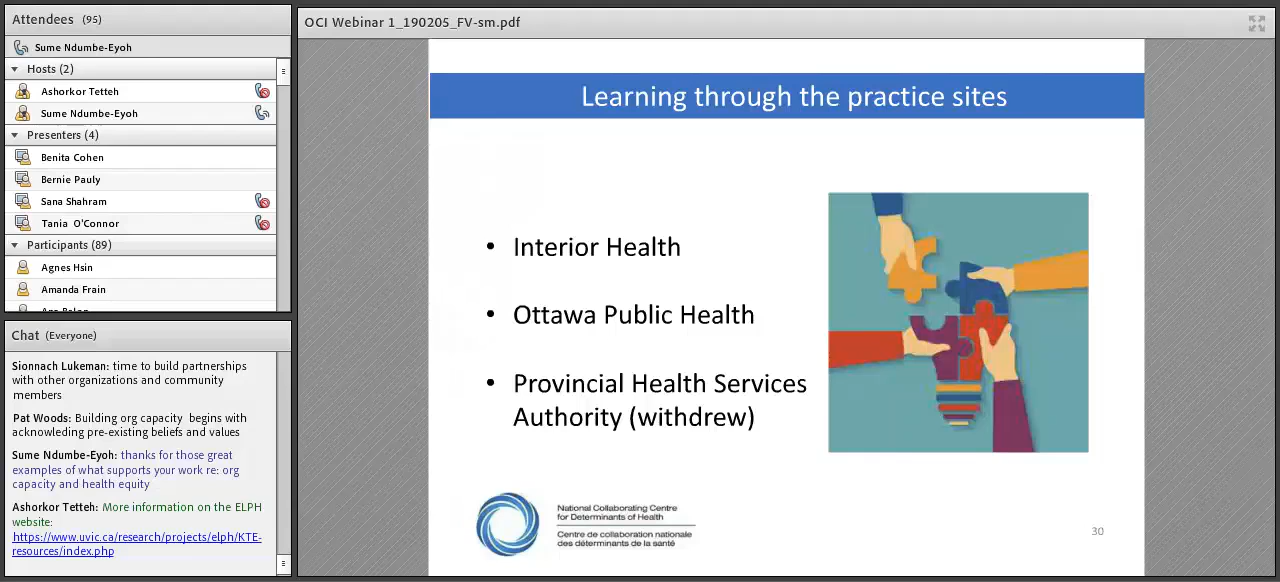 Attendees (95)
Sume Ndumbe-Eyoh
Hosts (2)
Ashorkor Tetteh
Sume Ndumbe-Eyoh
Presenters (4)
Benita Cohen
Bernie Pauly
Sana Shahram
Tania O'Connor
Participants (89)
Agnes Hsin
Amanda Frain
Chat (Everyone)
Sionnach Lukeman: time to build partnerships
with other organizations and community
members
Pat Woods: Building org capacity begins with
acknowleding pre-existing beliefs and values
Sume Ndumbe-Eyoh: thanks for those great
examples of what supports your work re: org
capacity and health equity
Ashorkor Tetteh: More information on the ELPH
website:
https://www.uvic.ca/research/projects/elph/KTE-
resources/index.php
OCI Webinar 1_190205_FV-sm.pdf
Learning through the practice sites
• Interior Health
• Ottawa Public Health
• Provincial Health Services
Authority (withdrew)
National Collaborating Centre
for Determinants of Health
Centre de collaboration nationale
des déterminants de la santé
30